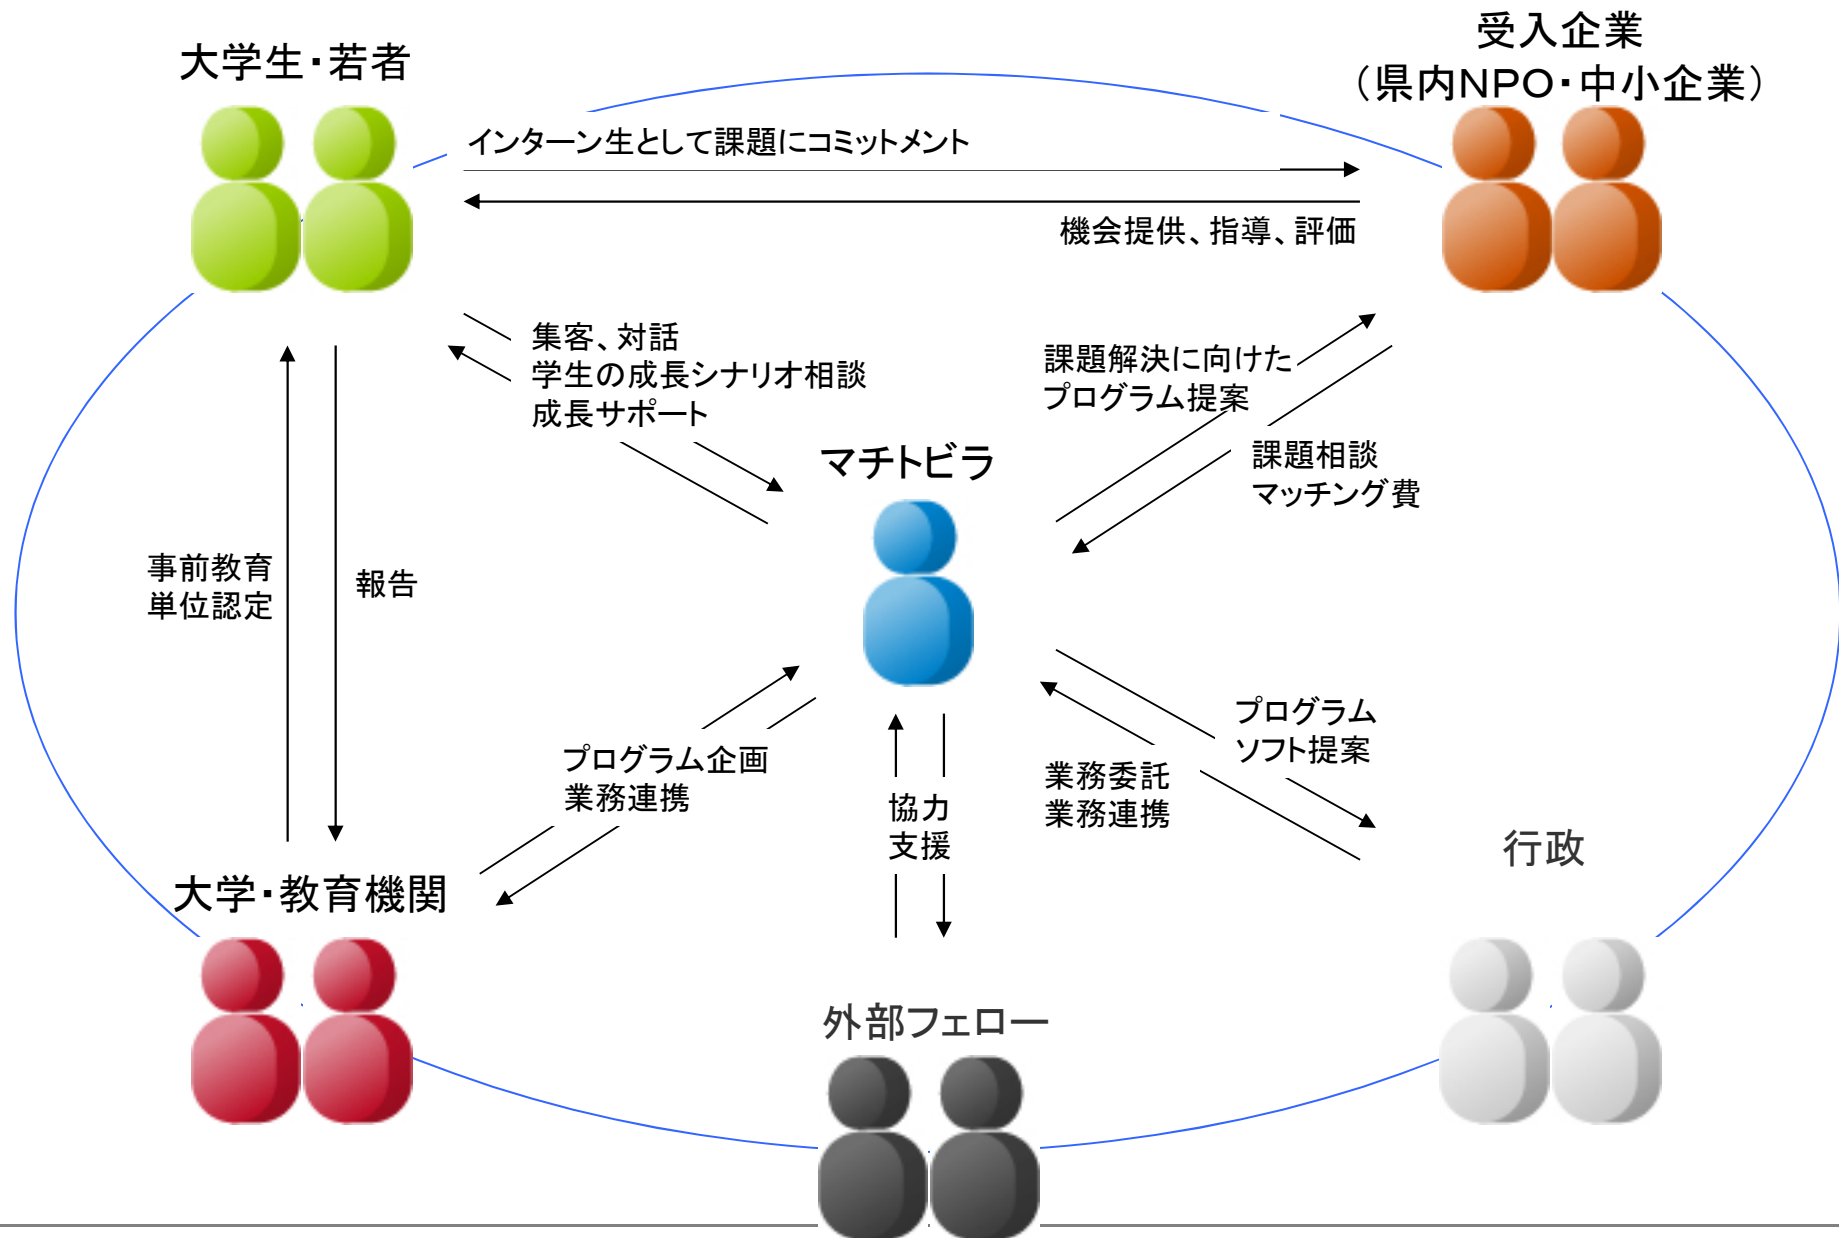 大学生・若者
受入企業
（県内NPO・中小企業）
インターン生として課題にコミットメント
機会提供、指導、評価
集客、対話
学生の成長シナリオ相談
成長サポート
課題解決に向けた
プログラム提案
課題相談
マッチング費
マチトビラ
事前教育
単位認定
報告
プログラム企画
業務連携
協力
支援
業務委託
業務連携
プログラム
ソフト提案
行政
大学・教育機関
外部フェロー